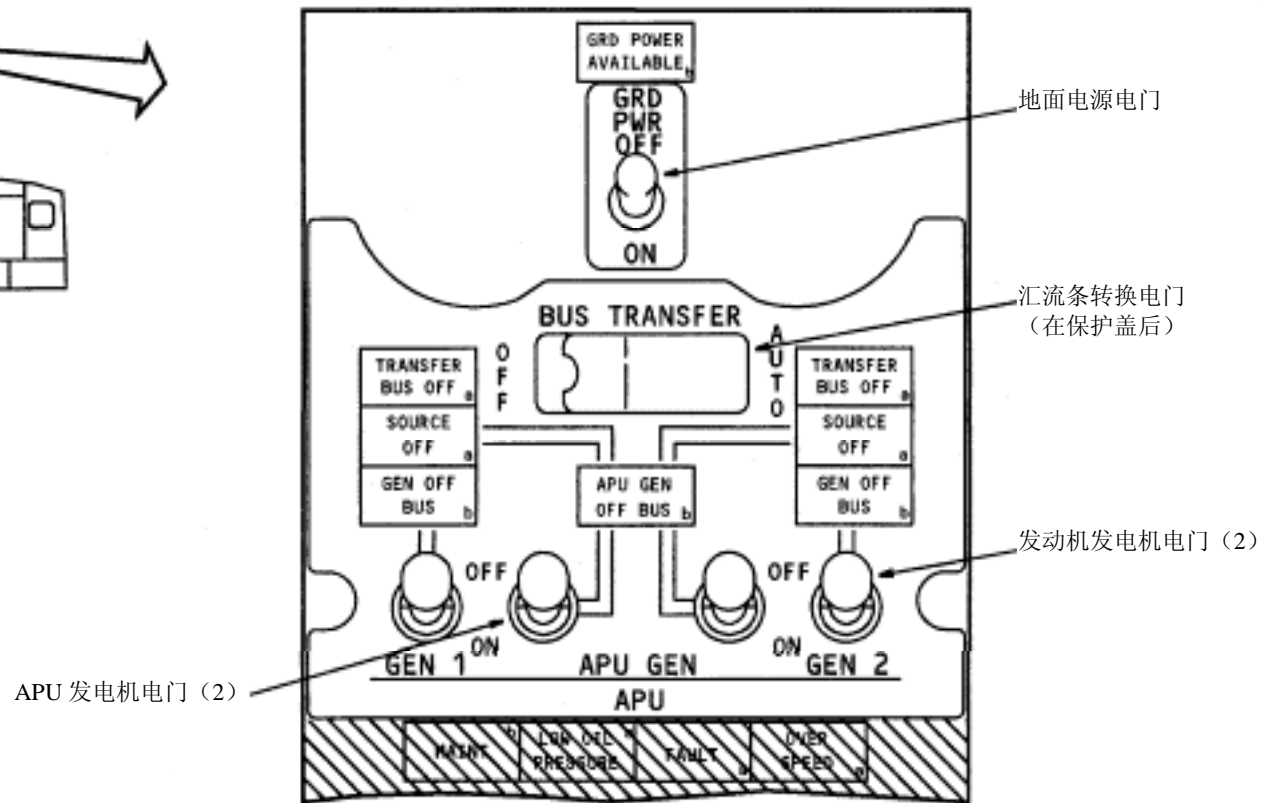 GRD POWER
AVAILABLE b
GRD
PWR
OFF
ON
地面电源电门
汇流条转换电门
（在保护盖后）
BUS TRANSFER
OFF
AUTO
TRANSFER
BUS OFF a
SOURCE
OFF a
GEN OFF
BUS b
APU GEN
OFF BUS b
TRANSFER
BUS OFF a
SOURCE
OFF a
GEN OFF
BUS b
发动机发电机电门（2）
OFF
OFF
ON
ON
GEN 1
APU GEN
GEN 2
APU 发电机电门（2）
APU
MAINT b
LOW OIL
PRESSURE
FAULT a
OVER
SPEED a